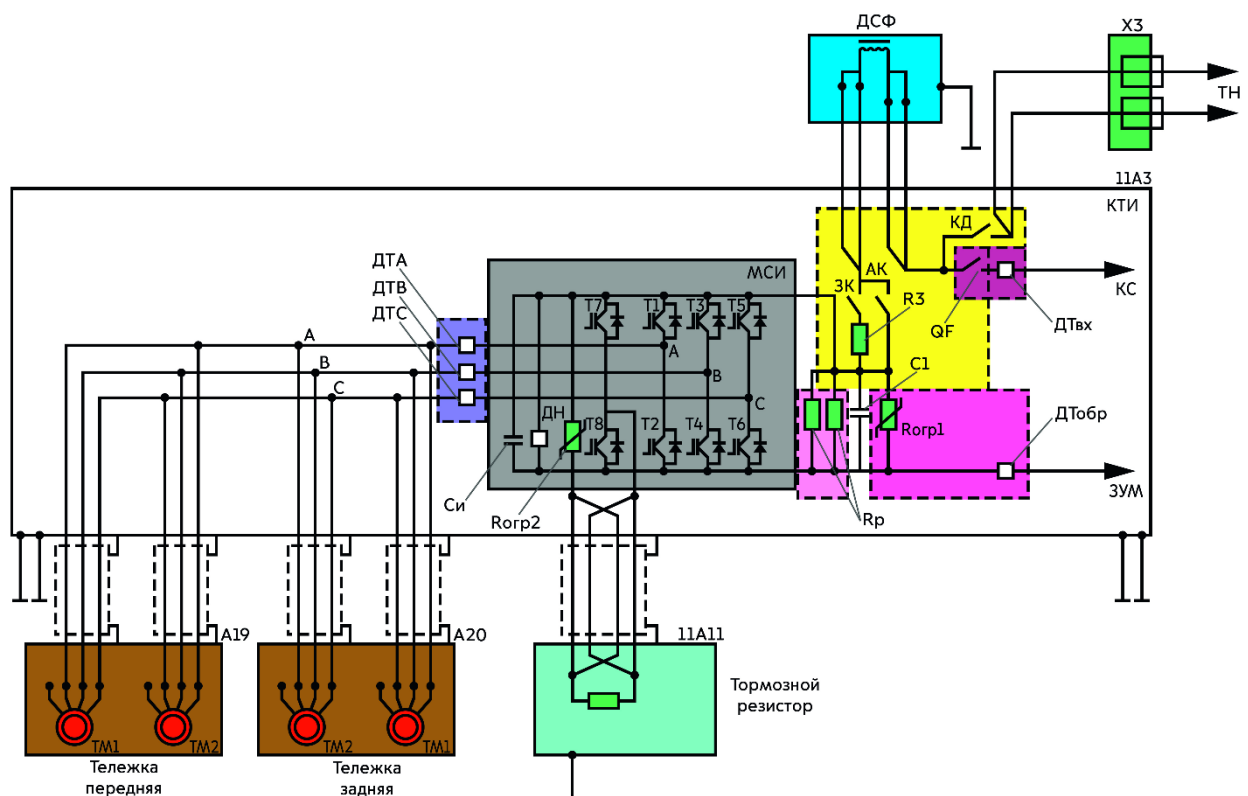 ДСФ
X3
ТН
11А3
КТИ
КД
ДТА
МСИ
ДТВ
АК
ЗК
КС
ДТС
T7
T1
T3
T5
R3
QF
ДТвх
A
A
B
B
C1
C
C
ДН
T8
T2
T4
T6
Rогр1
ДТобр
Си
Rогр2
Rр
ЗУМ
А19
А20
11А11
Тормозной
резистор
ТМ1
ТМ2
ТМ2
ТМ1
Тележка
передняя
Тележка
задняя